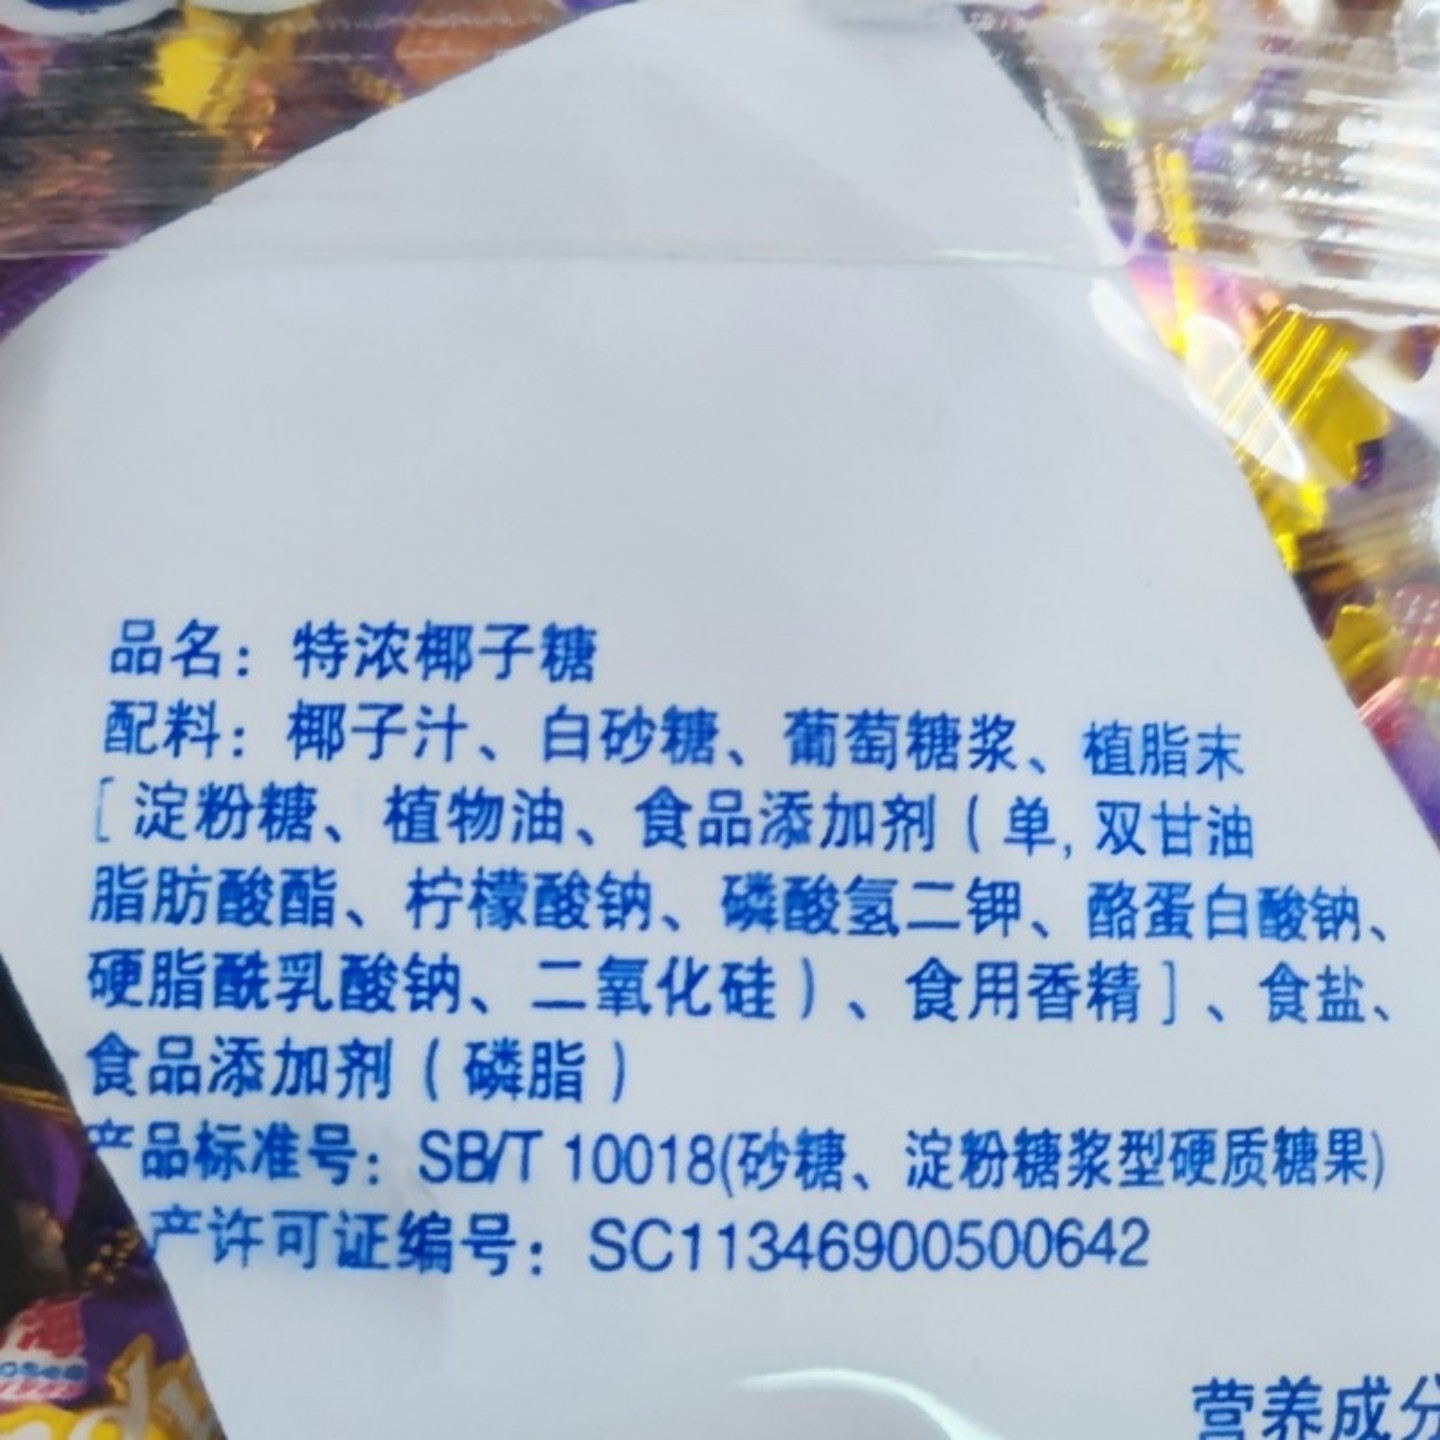 品名：特浓椰子糖
配料：椰子汁、白砂糖、葡萄糖浆、植脂末
[淀粉糖、植物油、食品添加剂（单，双甘油
脂肪酸酯、柠檬酸钠、磷酸氢二钾、酪蛋白酸钠、
硬脂酰乳酸钠、二氧化硅）、食用香精]、食盐、
食品添加剂（磷脂）
产品标准号：SB/T 10018(砂糖、淀粉糖浆型硬质糖果)
产许可证编号：SC11346900500642
营养成分